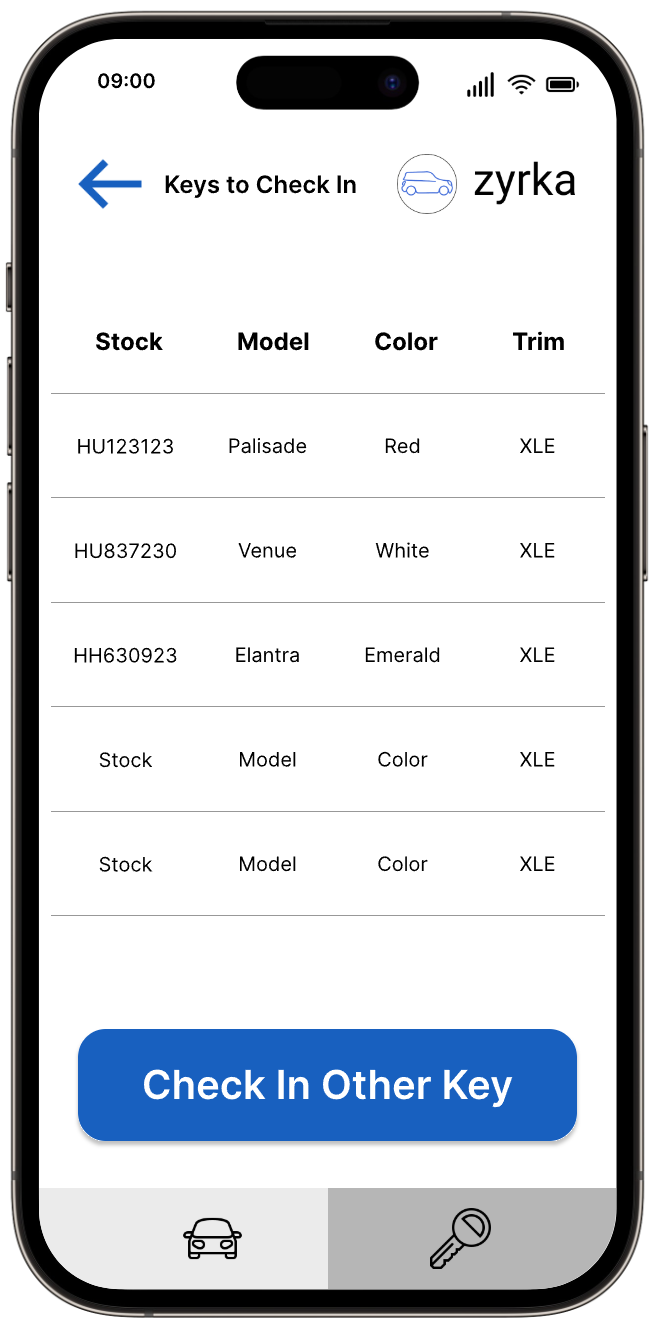 09:00
Keys to Check In zyrka
Stock Model Color Trim
HU123123 Palisade Red XLE
HU837230 Venue White XLE
HH630923 Elantra Emerald XLE
Stock Model Color XLE
Stock Model Color XLE
Check In Other Key